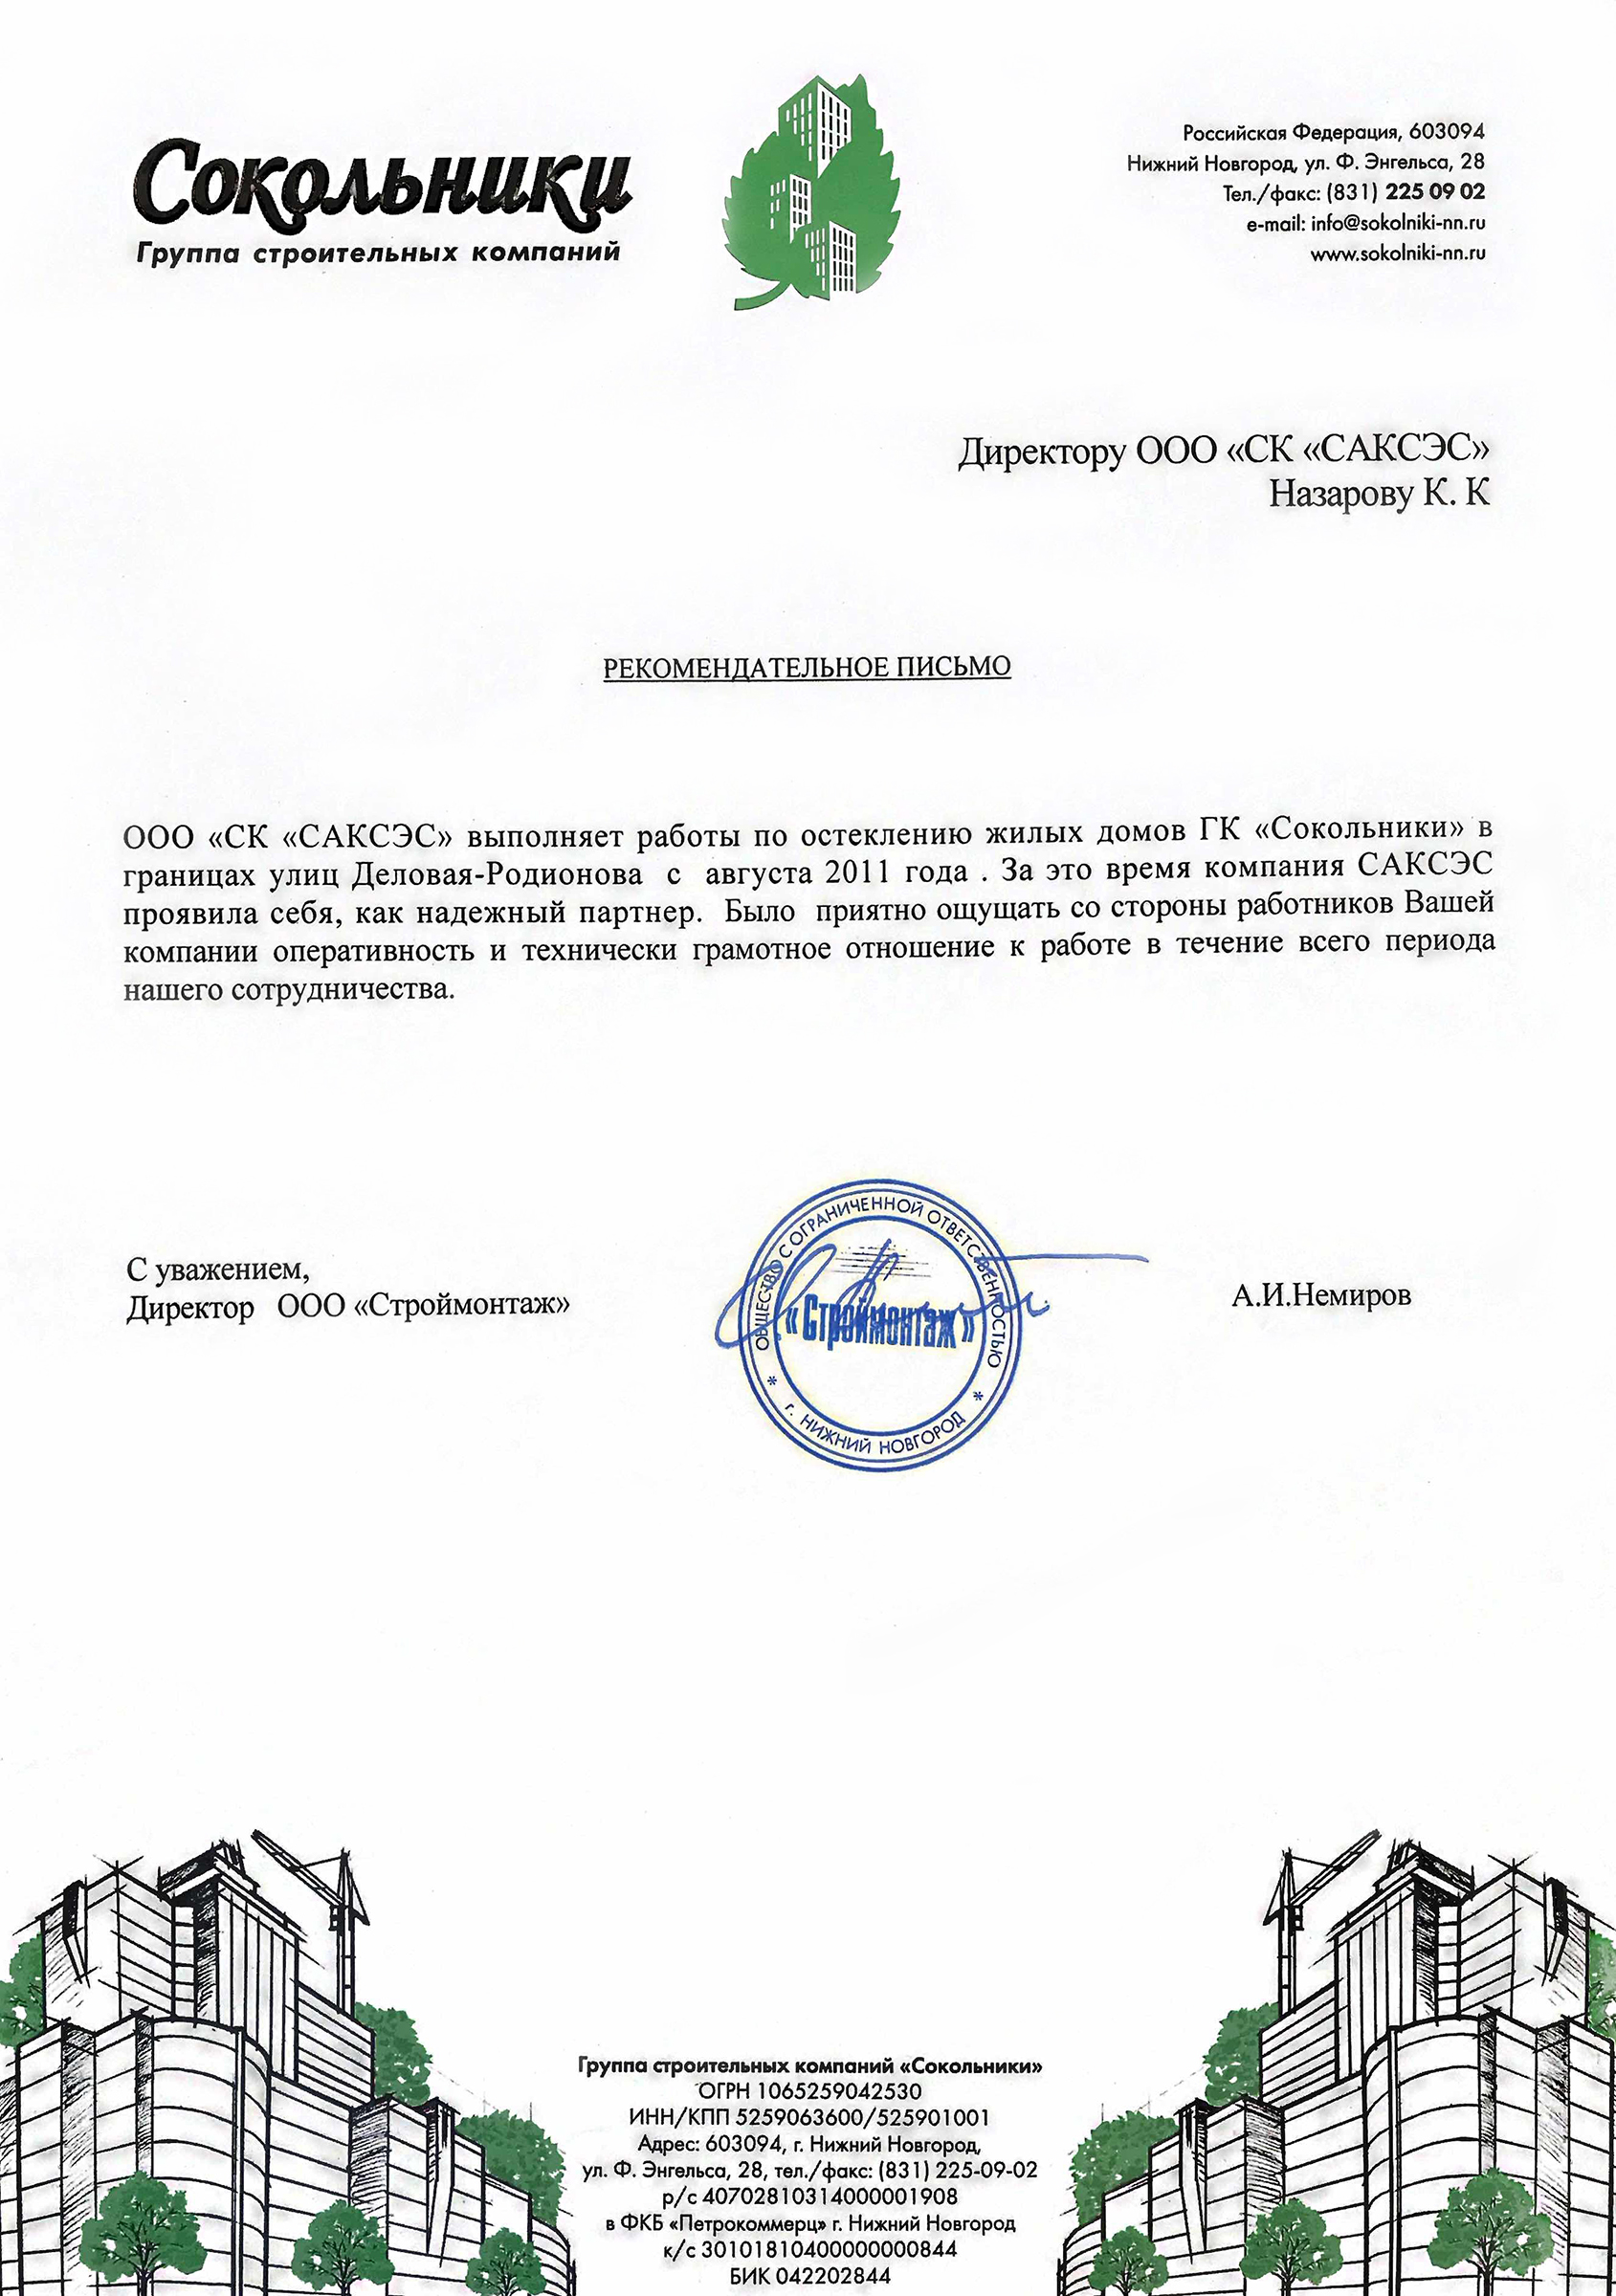 Сокольники
Группа строительных компаний
Российская Федерация, 603094
Нижний Новгород, ул. Ф. Энгельса, 28
Тел./факс: (831) 225 09 02
e-mail: info@sokolniki-nn.ru
www.sokolniki-nn.ru
Директору ООО «СК «САКСЭС»
Назарову К. К
РЕКОМЕНДАТЕЛЬНОЕ ПИСЬМО
ООО «СК «САКСЭС» выполняет работы по остеклению жилых домов ГК «Сокольники» в
границах улиц Деловая-Родионова с августа 2011 года . За это время компания САКСЭС
проявила себя, как надежный партнер. Было приятно ощущать со стороны работников Вашей
компании оперативность и технически грамотное отношение к работе в течение всего периода
нашего сотрудничества.
С уважением,
Директор ООО «Строймонтаж»
ОБЩЕСТВО С ОГРАНИЧЕННОЙ ОТВЕТСТВЕННОСТЬЮ
«Строймонтаж»
* г. НИЖНИЙ НОВГОРОД *
А.И.Немиров
Группа строительных компаний «Сокольники»
ОГРН 1065259042530
ИНН/КПП 5259063600/525901001
Адрес: 603094, г. Нижний Новгород,
ул. Ф. Энгельса, 28, тел./факс: (831) 225-09-02
р/с 40702810314000001908
в ФКБ «Петрокоммерц» г. Нижний Новгород
к/с 30101810400000000844
БИК 042202844